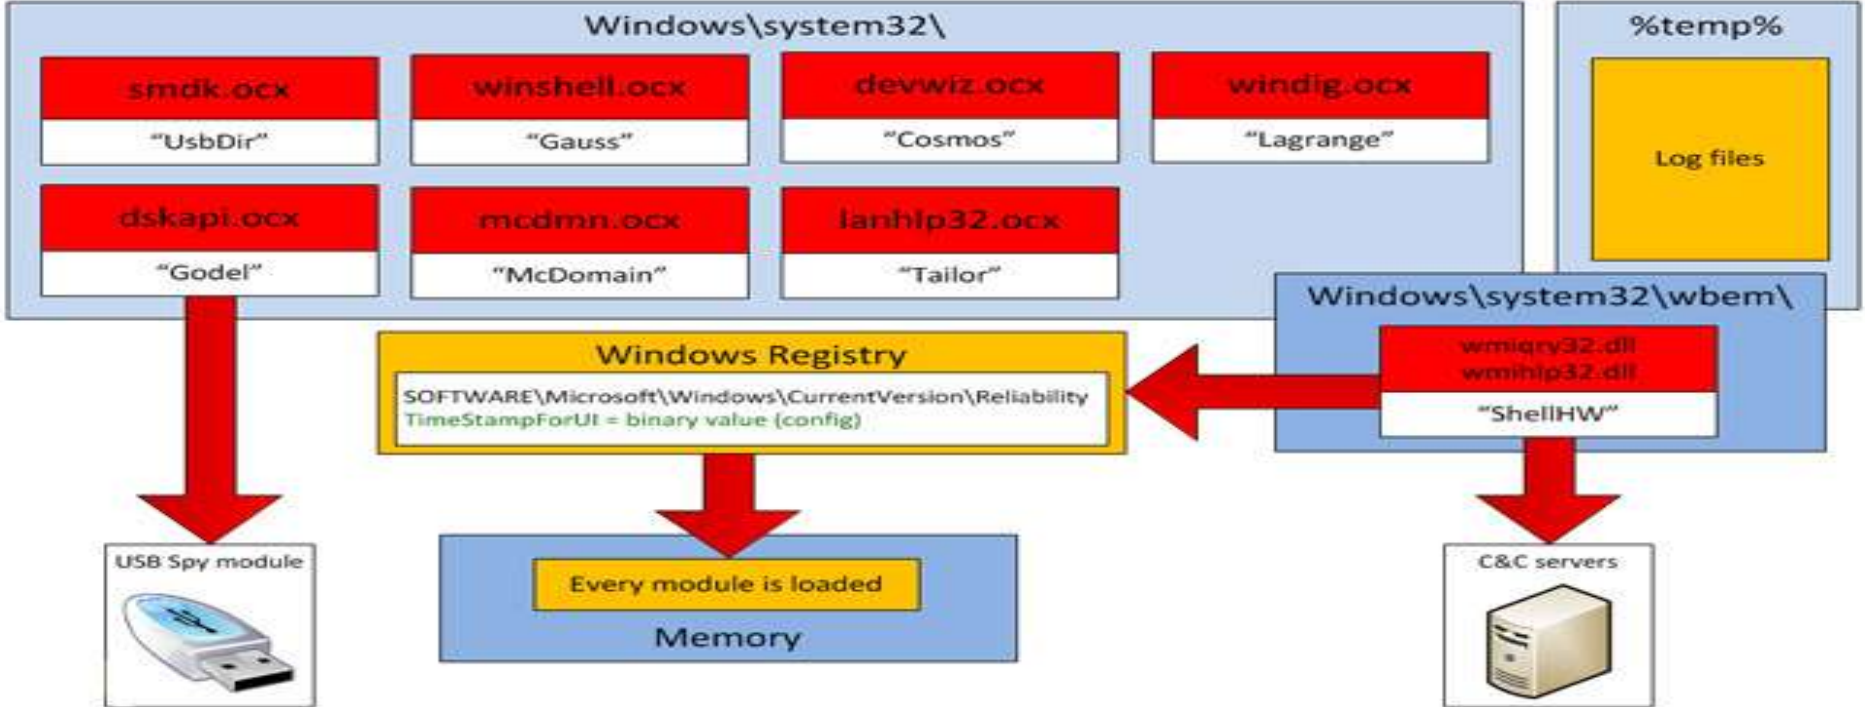 Windows\system32\
%temp%
smdk.ocx
winshell.ocx
devwiz.ocx
windig.ocx
"UsbDir"
"Gauss"
"Cosmos"
"Lagrange"
Log files
dskapi.ocx
mcdmn.ocx
lanhlp32.ocx
"Godel"
"McDomain"
"Tailor"
Windows\system32\wbem\
wmiqry32.dll
wmihlp32.dll
"ShellHW"
Windows Registry
SOFTWARE\Microsoft\Windows\CurrentVersion\Reliability
TimeStampForUI = binary value (config)
USB Spy module
Every module is loaded
Memory
C&C servers